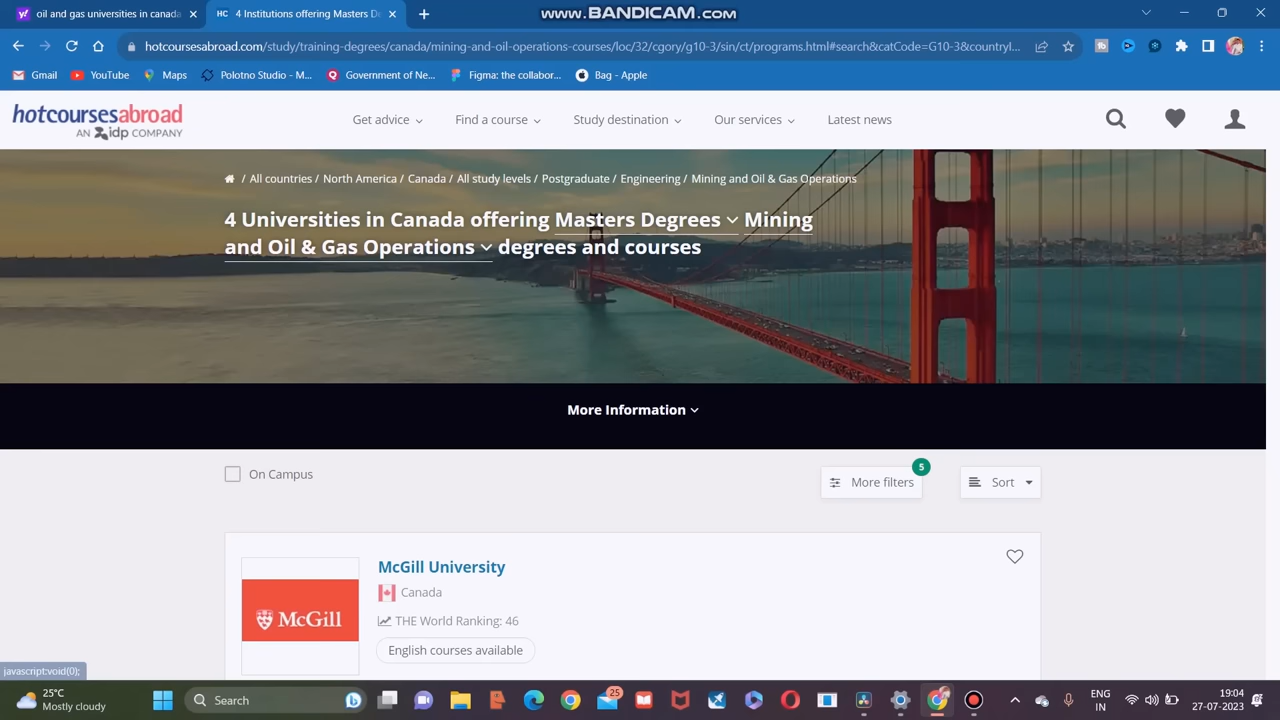 oil and gas universities in canada
4 Institutions offering Masters De
www.BANDICAM.com
hotcoursesabroad.com/study/training-degrees/canada/mining-and-oil-operations-courses/loc/32/cgory/g10-3/sin/ct/programs.html#search&catCode=G10-3&countryI...
Gmail
YouTube
Maps
Polotno Studio - M...
Government of Ne...
Figma: the collabor...
Bag - Apple
hotcoursesabroad
AN idp COMPANY
Get advice
Find a course
Study destination
Our services
Latest news
/ All countries / North America / Canada / All study levels / Postgraduate / Engineering / Mining and Oil & Gas Operations
4 Universities in Canada offering Masters Degrees Mining
and Oil & Gas Operations degrees and courses
More Information
On Campus
More filters
5
Sort
McGill University
Canada
McGill
THE World Ranking: 46
English courses available
javascript:void(0);
25°C
Mostly cloudy
Search
25
ENG
IN
19:04
27-07-2023